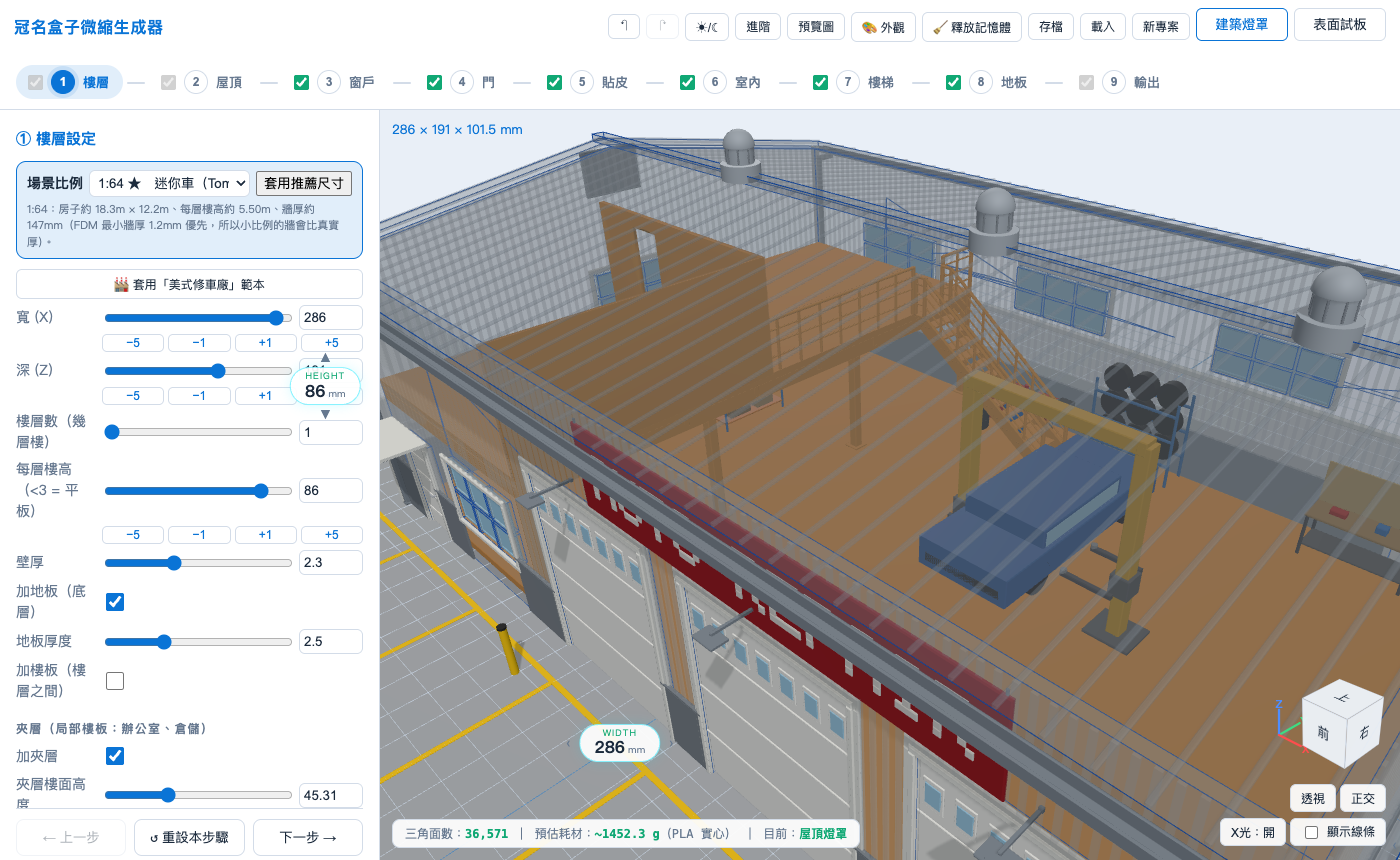 冠名盒子微縮生成器
↰
↱
☀/☾
進階
預覽圖
🎨 外觀
🧹 釋放記憶體
存檔
載入
新專案
建築燈罩
表面試板
1 樓層
2 屋頂
3 窗戶
4 門
5 貼皮
6 室內
7 樓梯
8 地板
9 輸出
① 樓層設定
場景比例
1:64 ★ 迷你車（Tom
套用推薦尺寸
1:64：房子約 18.3m × 12.2m、每層樓高約 5.50m、牆厚約
147mm（FDM 最小牆厚 1.2mm 優先，所以小比例的牆會比真實
厚）。
🏭 套用「美式修車廠」範本
寬 (X)
286
−5
−1
+1
+5
深 (Z)
−5
−1
+1
HEIGHT
86 mm
樓層數（幾
層樓）
1
每層樓高
（<3 = 平
板）
86
−5
−1
+1
+5
壁厚
2.3
加地板（底
層）
地板厚度
2.5
加樓板（樓
層之間）
夾層（局部樓板：辦公室、倉儲）
加夾層
夾層樓面高
度
45.31
← 上一步
↺ 重設本步驟
下一步 →
286 × 191 × 101.5 mm
WIDTH
286 mm
三角面數：36,571 | 預估耗材：~1452.3 g (PLA 實心) | 目前：屋頂燈罩
Z
上
前
右
透視
正交
X光：開
顯示線條